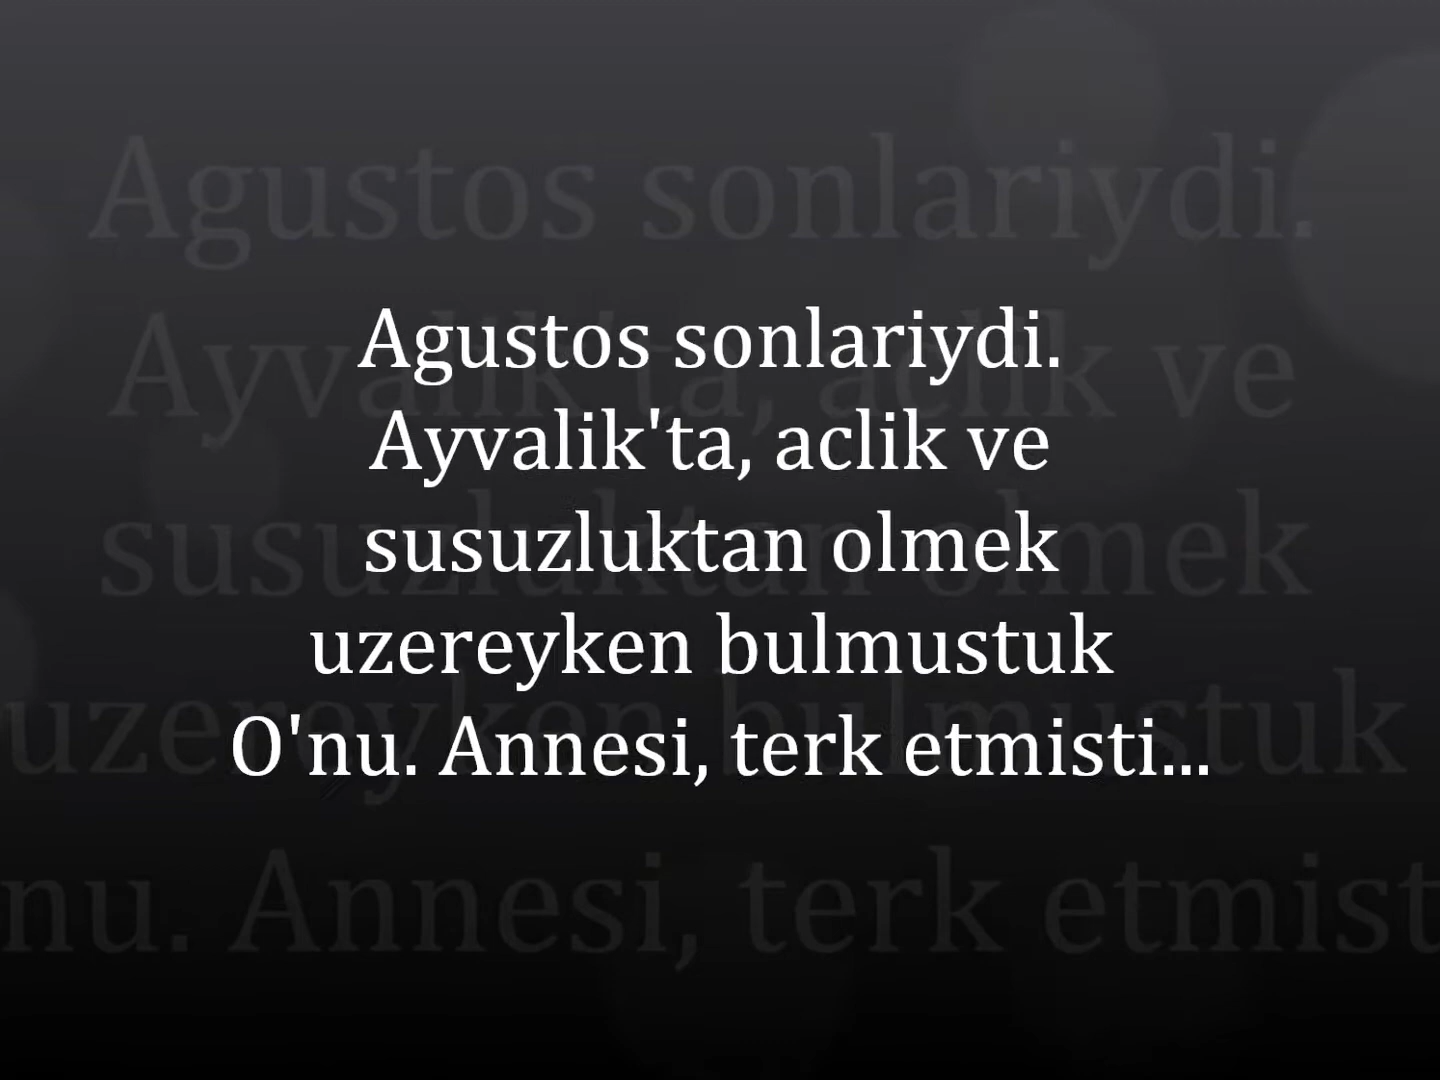 Agustos sonlariydi.
Ayvalik'ta, aclik ve
susuzluktan olmek
uzereyken bulmustuk
O'nu. Annesi, terk etmisti...